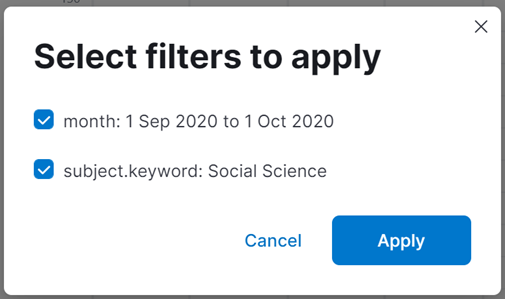 Select filters to apply
month: 1 Sep 2020 to 1 Oct 2020
subject.keyword: Social Science
Cancel Apply